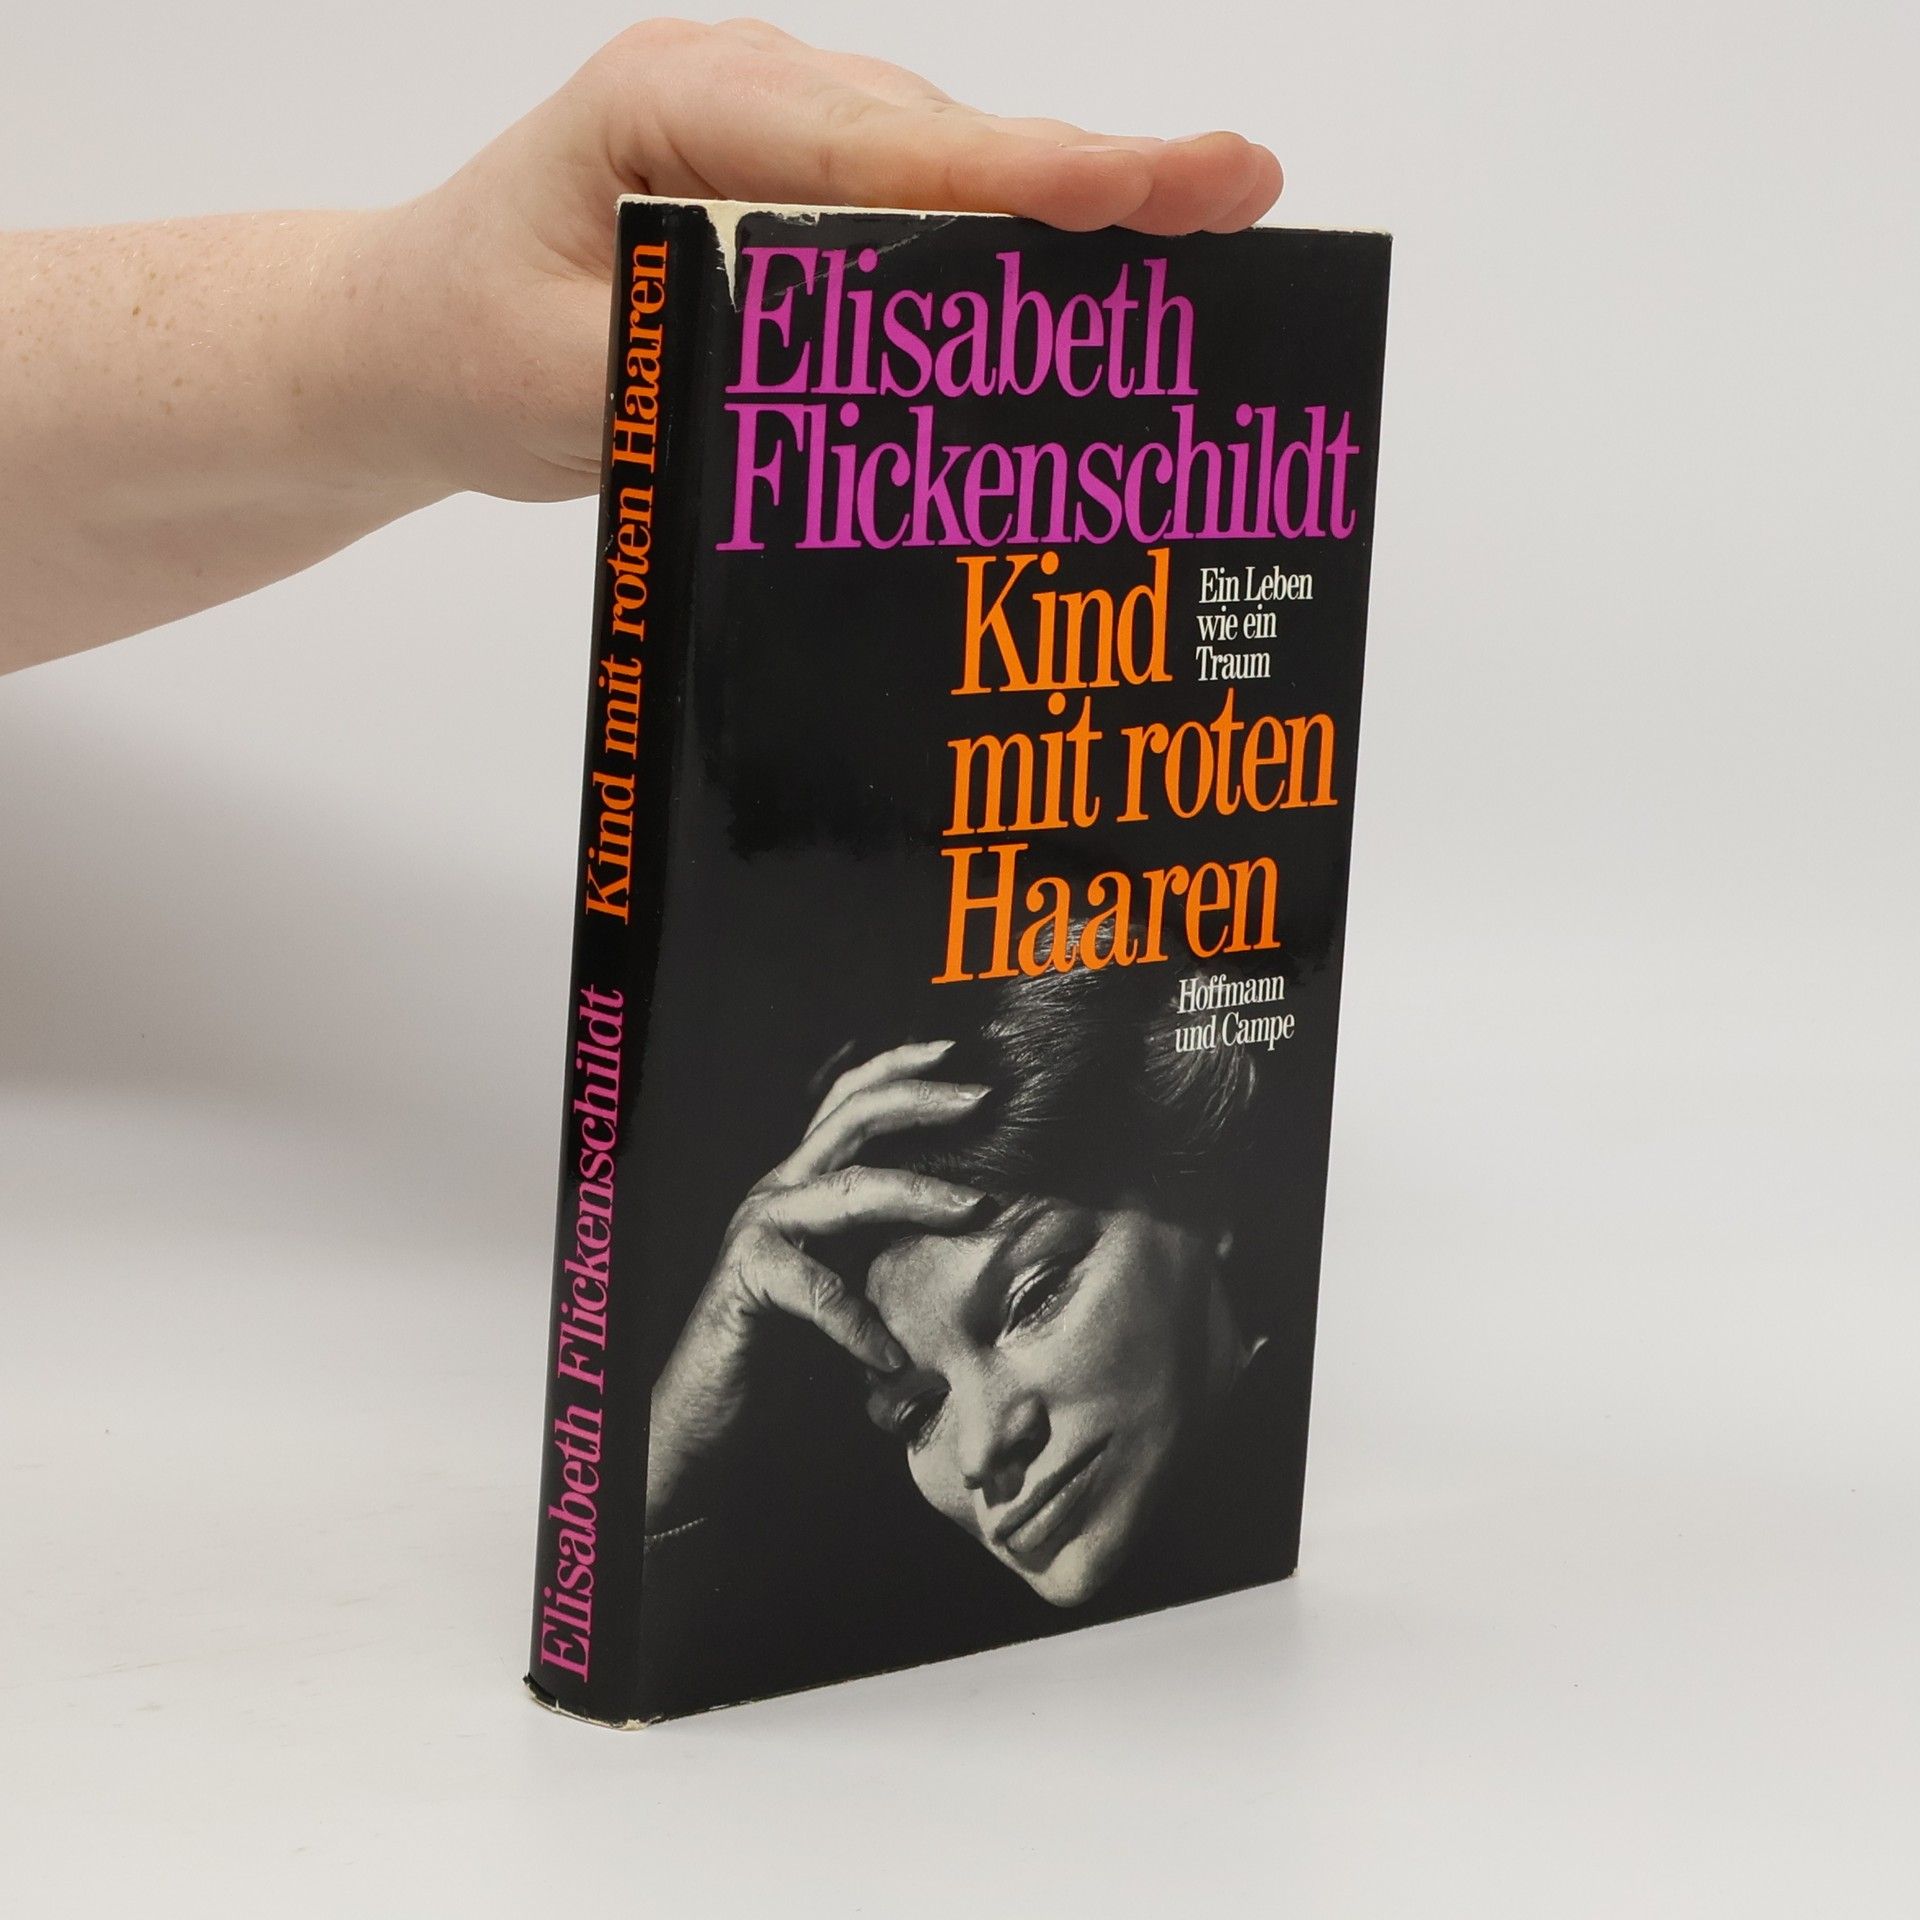 Elisabeth
Flickenschildt
Kind
mit roten
Haaren
Ein Leben
wie ein
Traum
Hoffmann
und Campe
Elisabeth Flickenschildt Kind mit roten Haaren